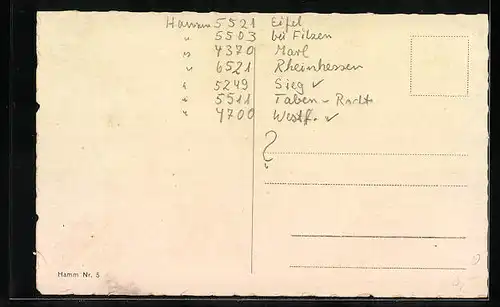 Hamm 5521 Eifel
" 5503 bei Filzen
" 4370 Marl
" 6521 Rheinhessen
" 5249 Sieg ✓
" 5511 Taben - Rodt
" 4700 Westf. ✓
?
Hamm Nr. 5